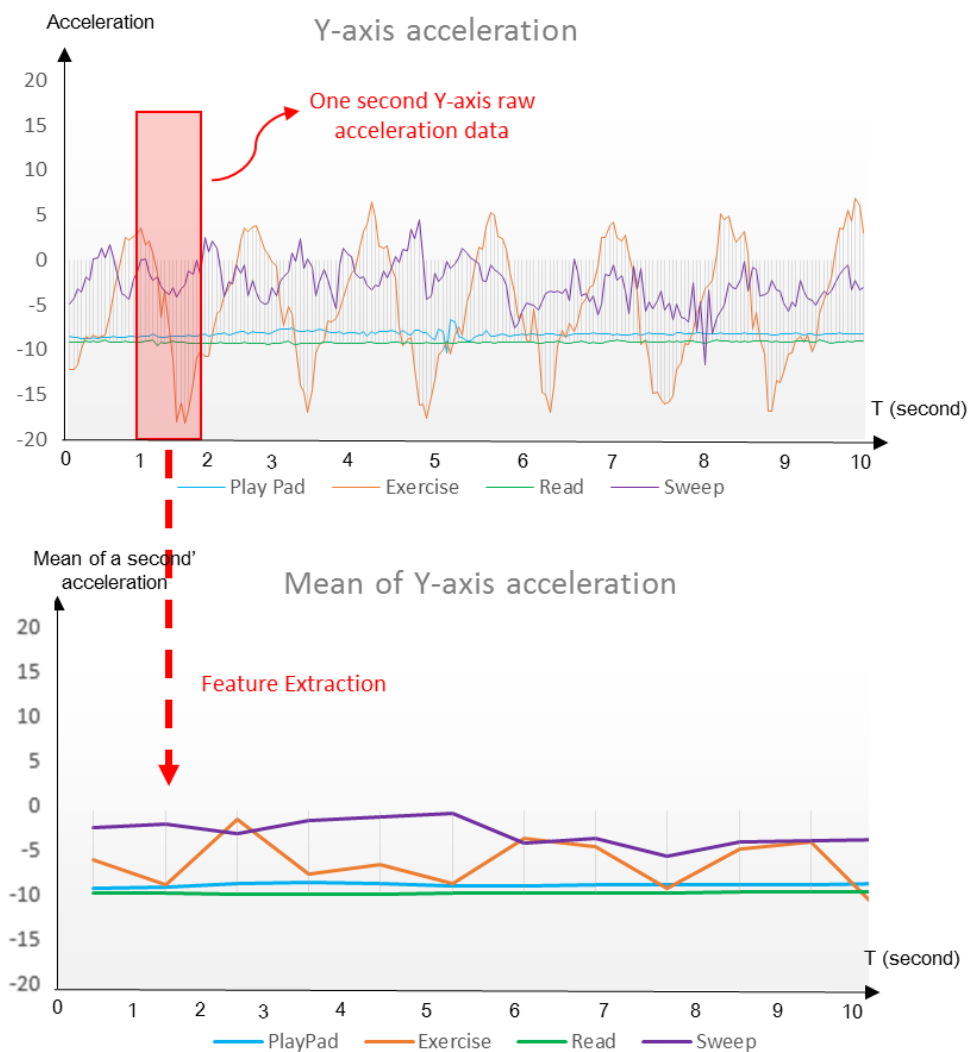 Acceleration
Y-axis acceleration
20
15
10
5
0
-5
-10
-15
-20
One second Y-axis raw
acceleration data
T (second)
0 1 2 3 4 5 6 7 8 9 10
Play Pad Exercise Read Sweep
Mean of a second’
acceleration
Mean of Y-axis acceleration
20
15
10
5
0
-5
-10
-15
-20
Feature Extraction
T (second)
0 1 2 3 4 5 6 7 8 9 10
PlayPad Exercise Read Sweep